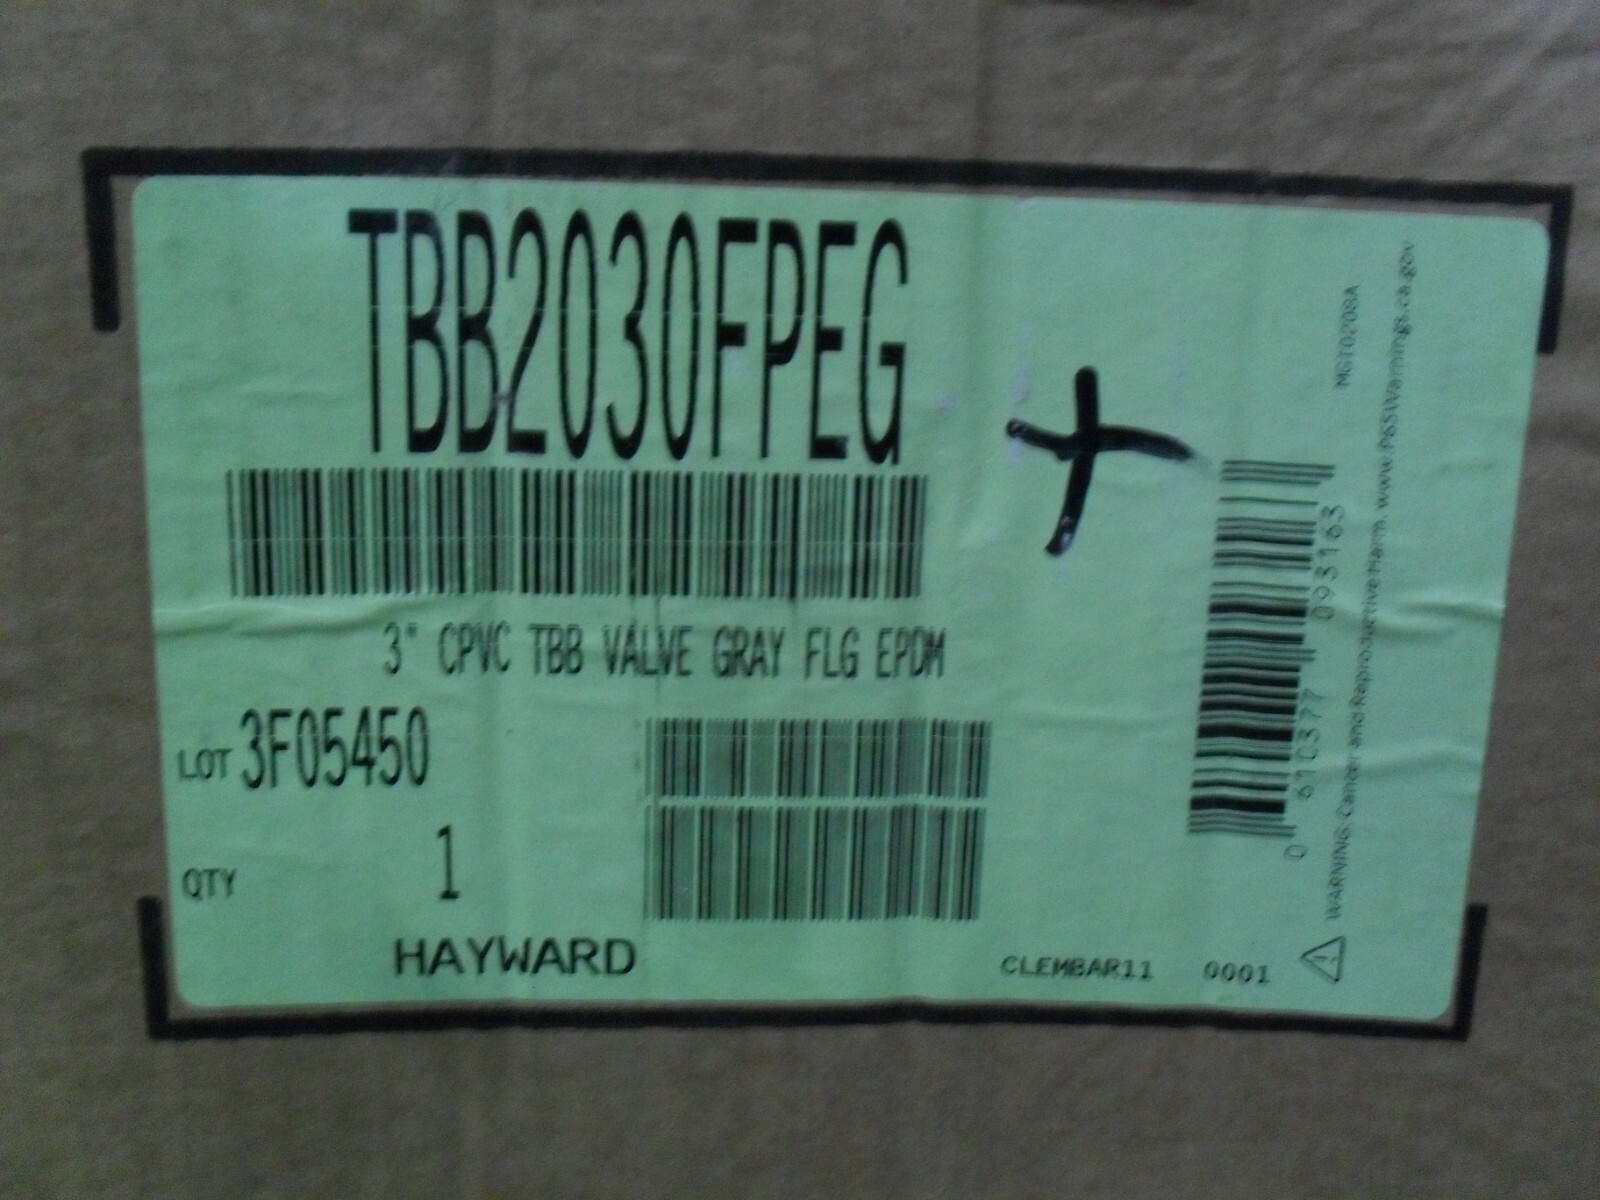 TBB2030FPEG
3" CPVC TBB VALVE GRAY FLG EPDM
LOT 3F05450
QTY 1
HAYWARD
CLEMBAR11 0001
0 610377 093163
MGT0208A
WARNING: Cancer and Reproductive Harm. www.P65Warnings.ca.gov